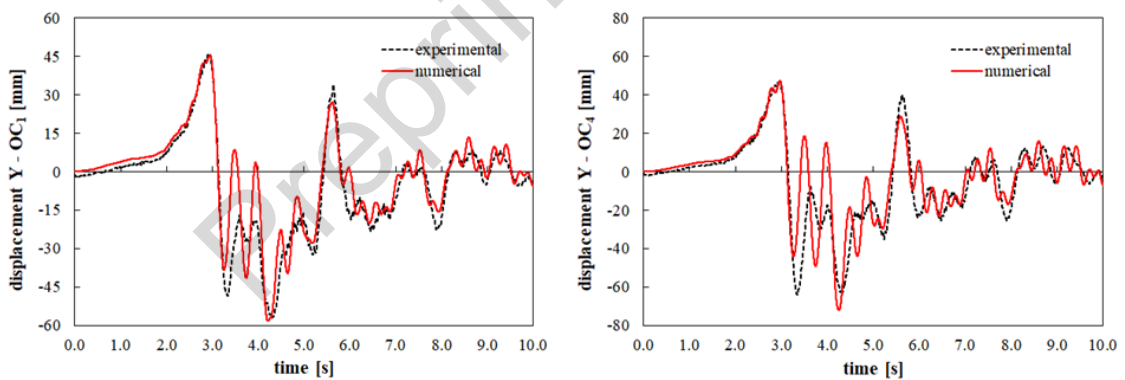 60
45
30
15
0
-15
-30
-45
-60
displacement Y - OC1 [mm]
experimental
numerical
0.0 1.0 2.0 3.0 4.0 5.0 6.0 7.0 8.0 9.0 10.0
time [s]
80
60
40
20
0
-20
-40
-60
-80
displacement Y - OC4 [mm]
experimental
numerical
0.0 1.0 2.0 3.0 4.0 5.0 6.0 7.0 8.0 9.0 10.0
time [s]
Preprin